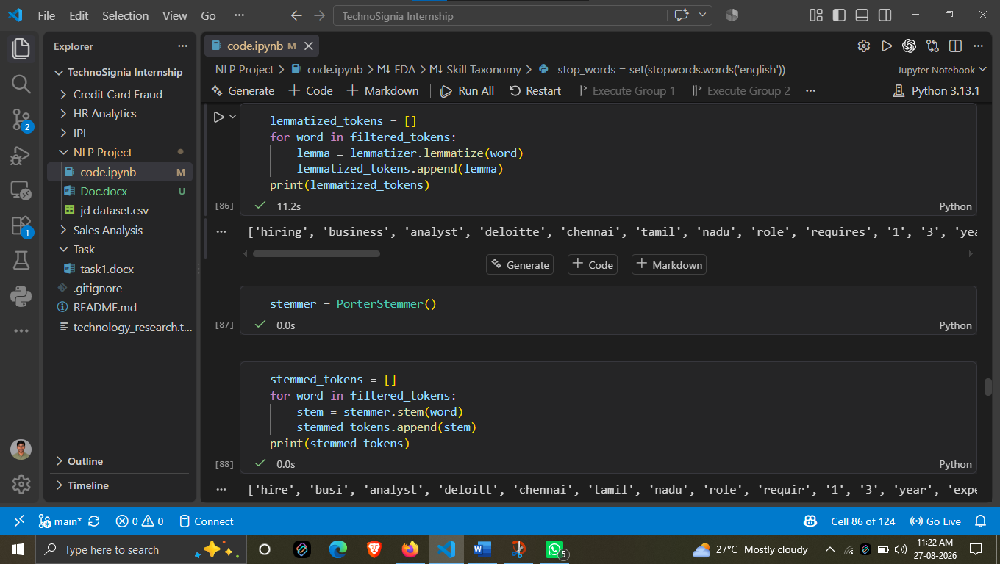 File Edit Selection View Go ···
TechnoSignia Internship
Explorer ···
TechnoSignia Internship
Credit Card Fraud
HR Analytics
IPL
NLP Project
code.ipynb M
Doc.docx U
jd dataset.csv
Sales Analysis
Task
task1.docx
.gitignore
README.md
technology_research.t...
Outline
Timeline
2
1
code.ipynb M
NLP Project > code.ipynb > M↓ EDA > M↓ Skill Taxonomy > stop_words = set(stopwords.words('english'))
Jupyter Notebook
Generate + Code + Markdown Run All Restart Execute Group 1 Execute Group 2 ···
Python 3.13.1
lemmatized_tokens = []
for word in filtered_tokens:
lemma = lemmatizer.lemmatize(word)
lemmatized_tokens.append(lemma)
print(lemmatized_tokens)
[86] 11.2s Python
··· ['hiring', 'business', 'analyst', 'deloitte', 'chennai', 'tamil', 'nadu', 'role', 'requires', '1', '3', 'yea
Generate + Code + Markdown
stemmer = PorterStemmer()
[87] 0.0s Python
stemmed_tokens = []
for word in filtered_tokens:
stem = stemmer.stem(word)
stemmed_tokens.append(stem)
print(stemmed_tokens)
[88] 0.0s Python
··· ['hire', 'busi', 'analyst', 'deloitt', 'chennai', 'tamil', 'nadu', 'role', 'requir', '1', '3', 'year', 'expe
main* 0 0 Connect
Cell 86 of 124 Go Live
Type here to search
5
27°C Mostly cloudy
11:22 AM
27-08-2026